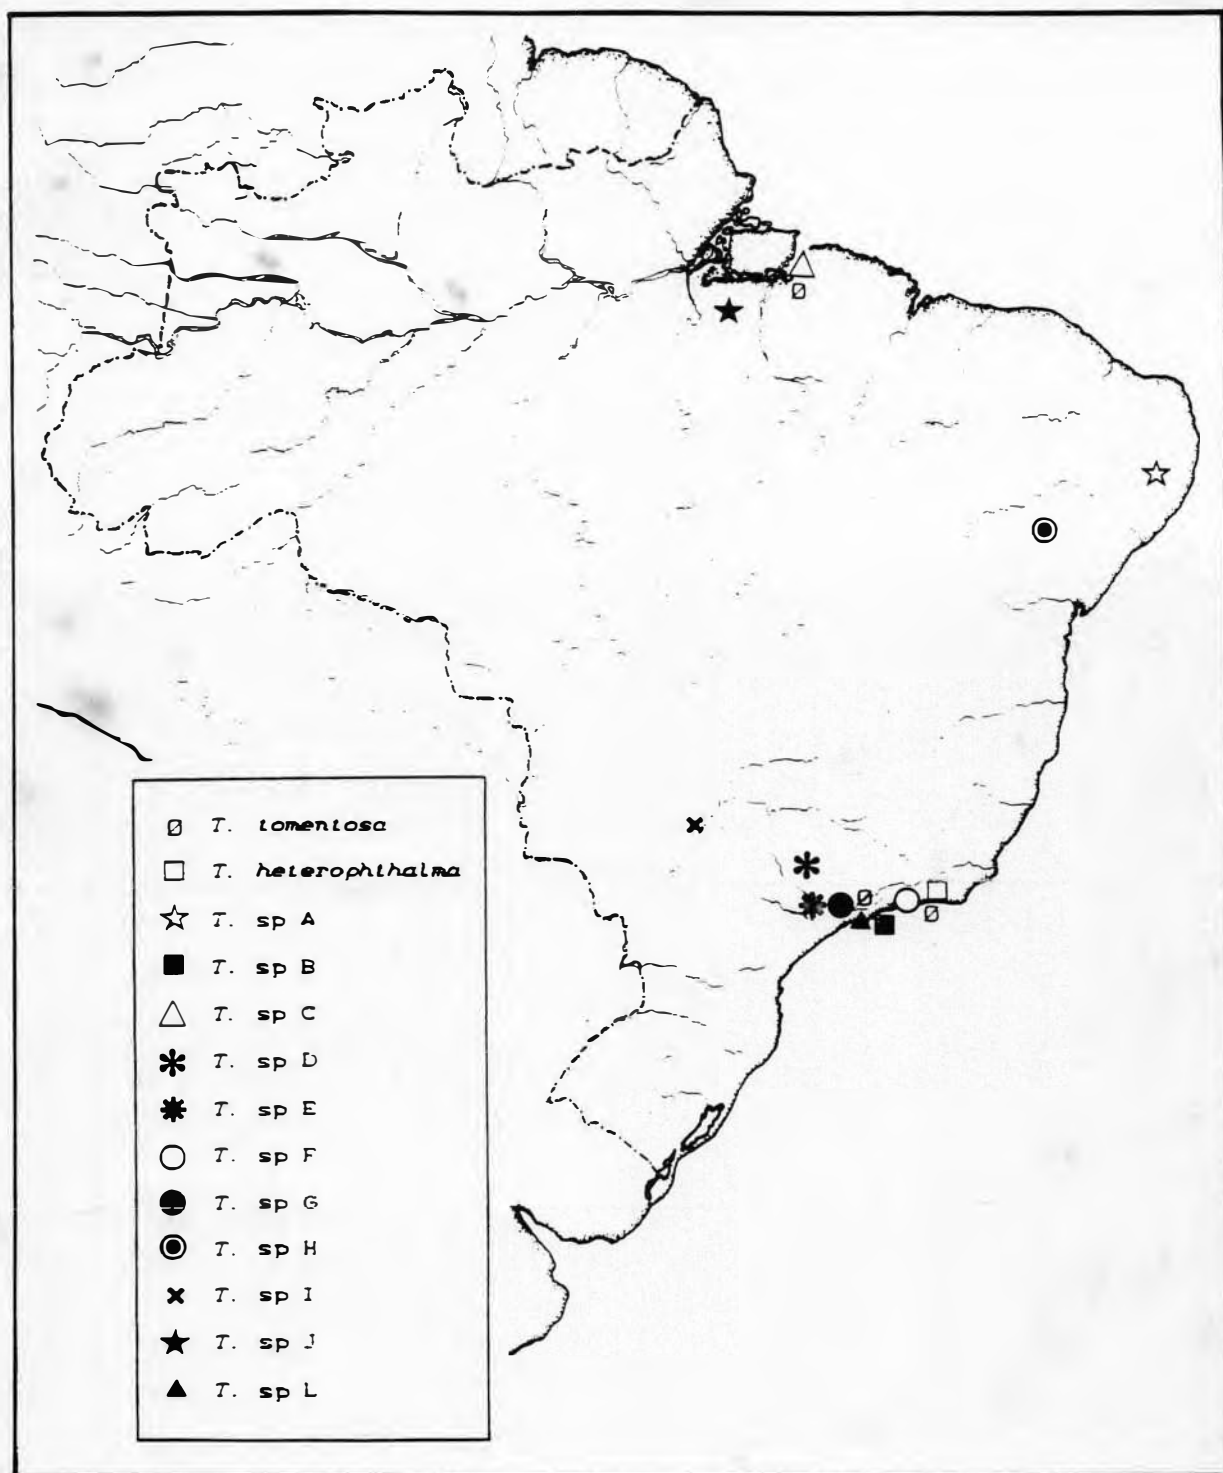 T. tomentosa
T. heterophthalma
T. sp A
T. sp B
T. sp C
T. sp D
T. sp E
T. sp F
T. sp G
T. sp H
T. sp I
T. sp J
T. sp L